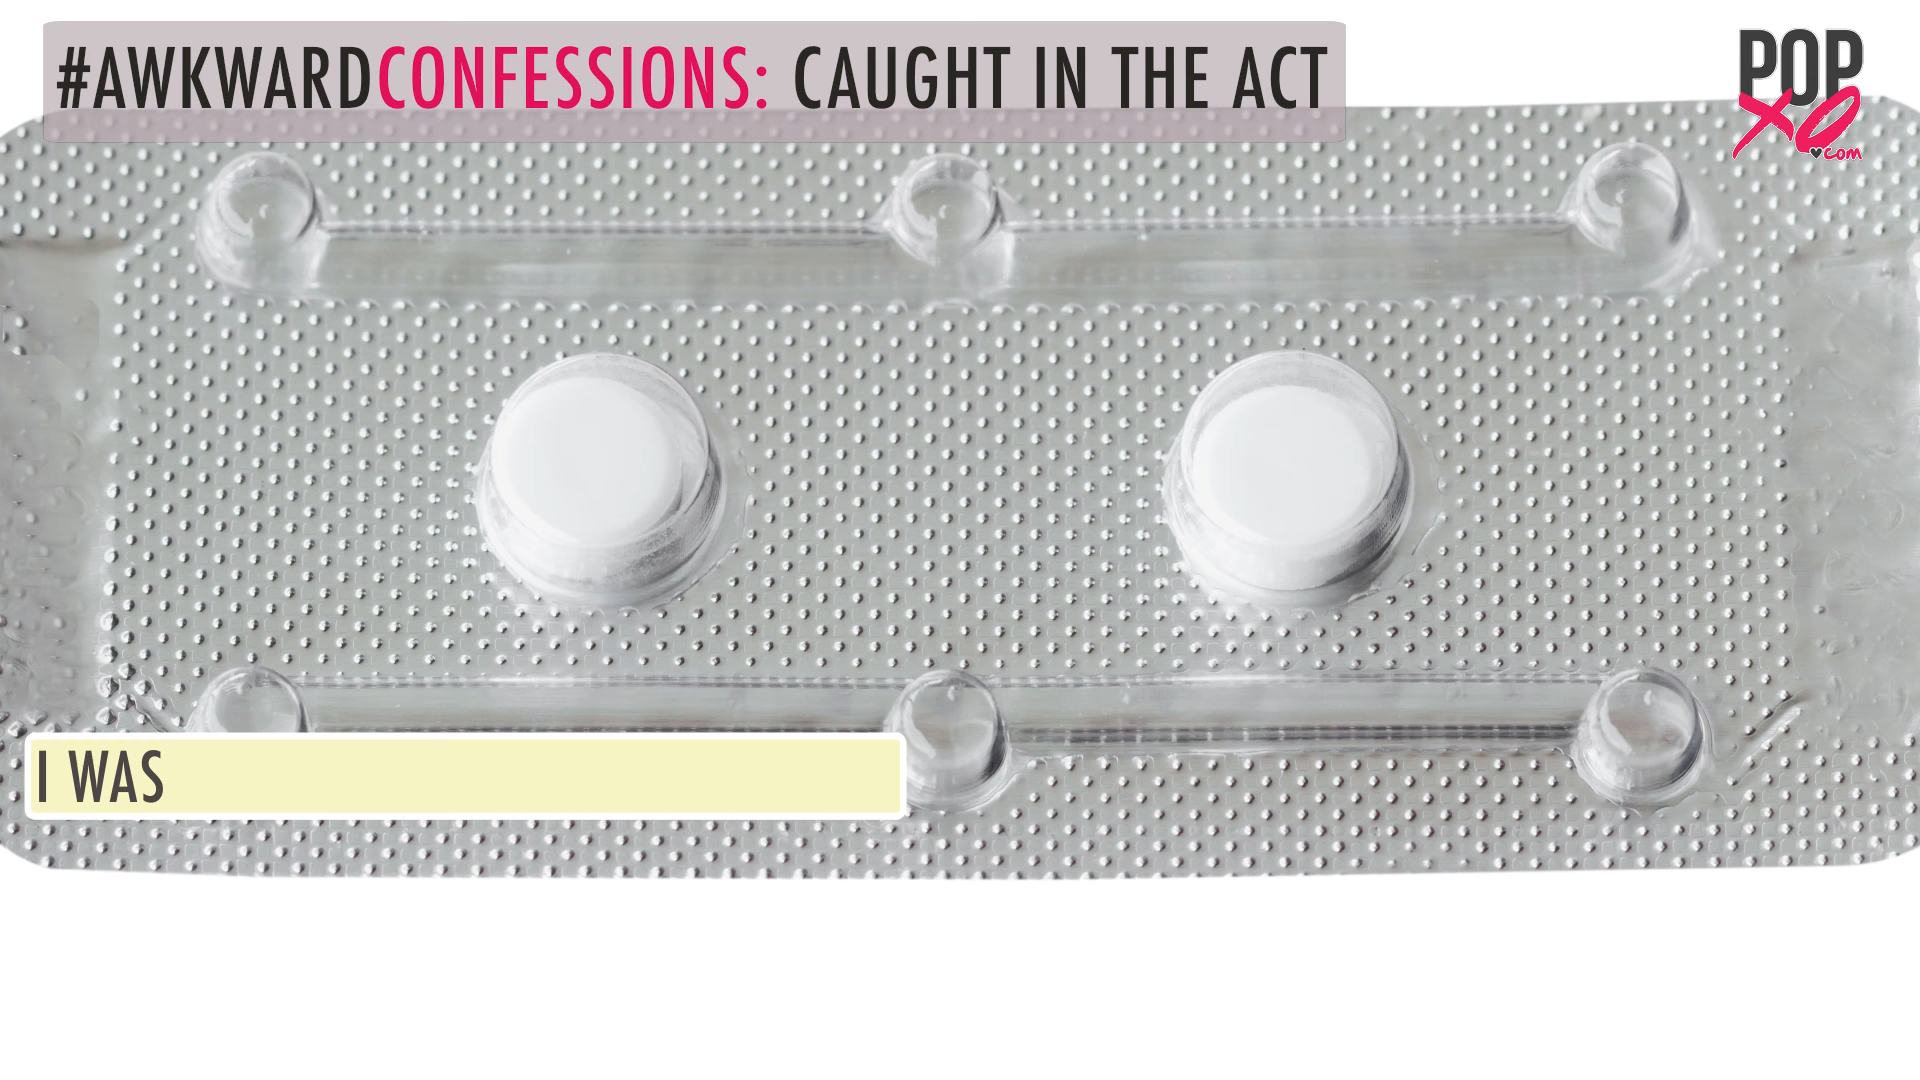 #AWKWARDCONFESSIONS: CAUGHT IN THE ACT
POP
XO
.com
I WAS